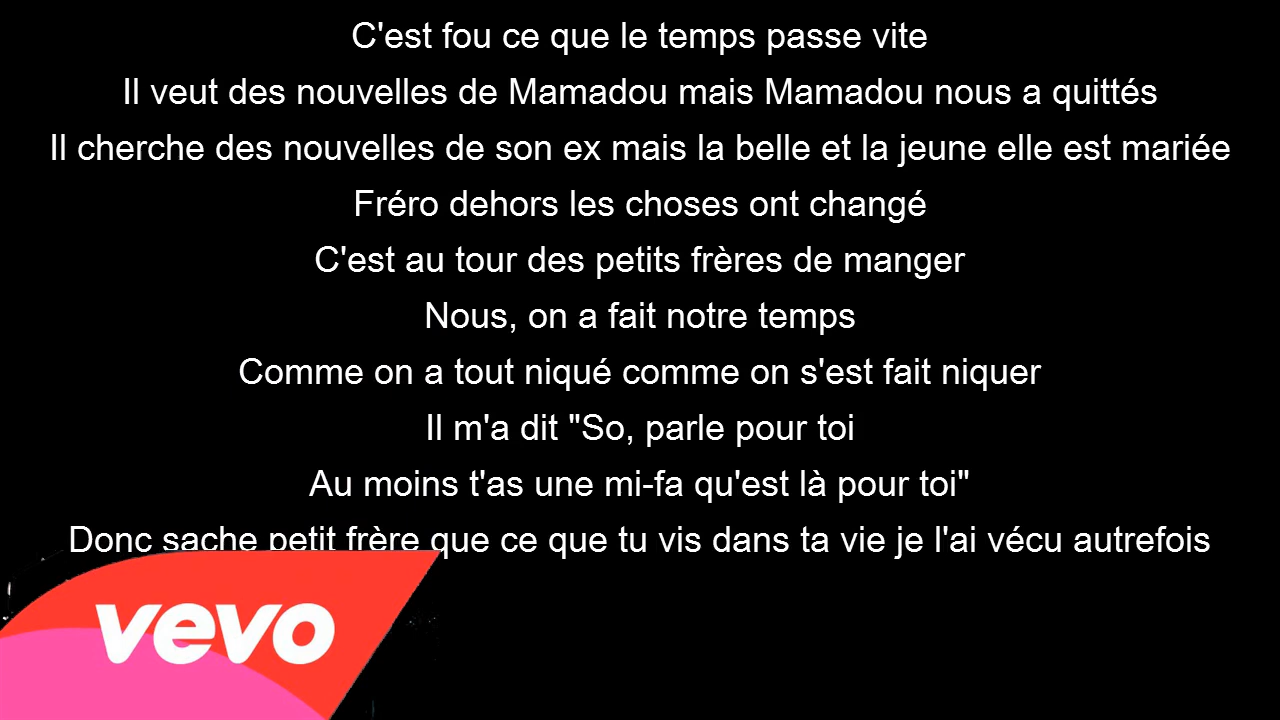 C'est fou ce que le temps passe vite
Il veut des nouvelles de Mamadou mais Mamadou nous a quittés
Il cherche des nouvelles de son ex mais la belle et la jeune elle est mariée
Fréro dehors les choses ont changé
C'est au tour des petits frères de manger
Nous, on a fait notre temps
Comme on a tout niqué comme on s'est fait niquer
Il m'a dit "So, parle pour toi
Au moins t'as une mi-fa qu'est là pour toi"
Donc sache petit frère que ce que tu vis dans ta vie je l'ai vécu autrefois
vevo